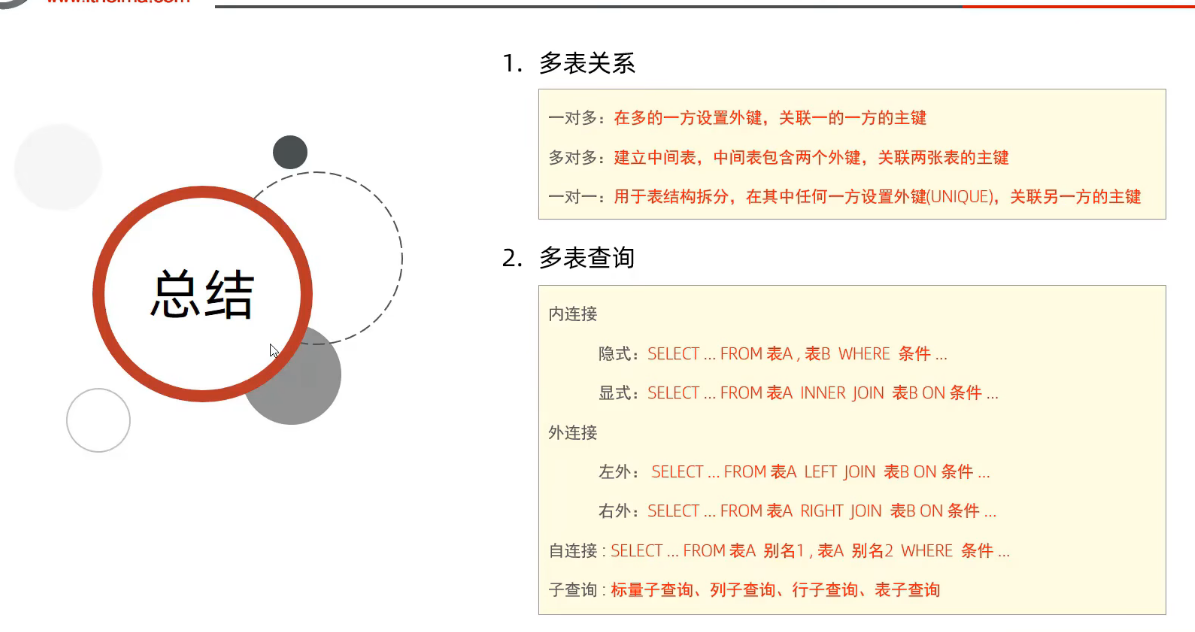 总结
1. 多表关系
一对多：在多的一方设置外键，关联一的一方的主键
多对多：建立中间表，中间表包含两个外键，关联两张表的主键
一对一：用于表结构拆分，在其中任何一方设置外键(UNIQUE)，关联另一方的主键
2. 多表查询
内连接
隐式：SELECT ... FROM 表A , 表B WHERE 条件 ...
显式：SELECT ... FROM 表A INNER JOIN 表B ON 条件 ...
外连接
左外： SELECT ... FROM 表A LEFT JOIN 表B ON 条件 ...
右外：SELECT ... FROM 表A RIGHT JOIN 表B ON 条件 ...
自连接 : SELECT ... FROM 表A 别名1 , 表A 别名2 WHERE 条件 ...
子查询 : 标量子查询、列子查询、行子查询、表子查询